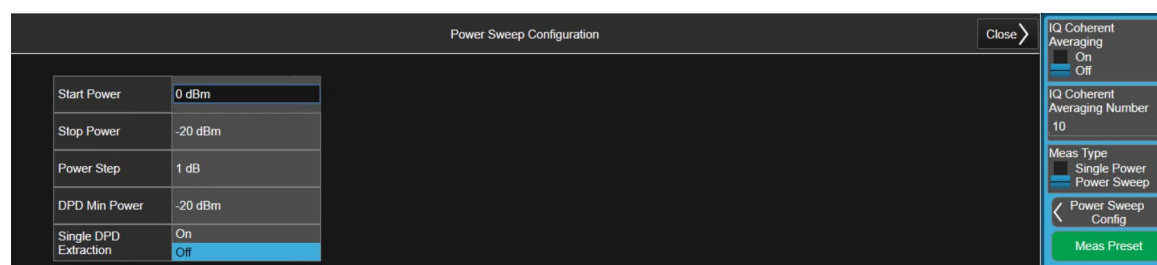 Power Sweep Configuration
Close
Start Power 0 dBm
Stop Power -20 dBm
Power Step 1 dB
DPD Min Power -20 dBm
Single DPD
Extraction
On
Off
IQ Coherent
Averaging
On
Off
IQ Coherent
Averaging Number
10
Meas Type
Single Power
Power Sweep
Power Sweep
Config
Meas Preset